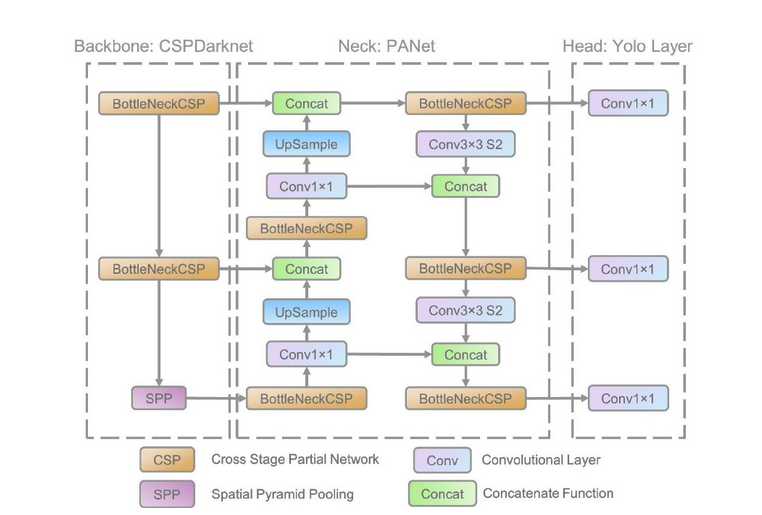 Backbone: CSPDarknet Neck: PANet Head: Yolo Layer
BottleNeckCSP Concat BottleNeckCSP Conv1×1
UpSample Conv3×3 S2
Conv1×1 Concat
BottleNeckCSP
BottleNeckCSP Concat BottleNeckCSP Conv1×1
UpSample Conv3×3 S2
Conv1×1 Concat
SPP BottleNeckCSP BottleNeckCSP Conv1×1
CSP Cross Stage Partial Network Conv Convolutional Layer
SPP Spatial Pyramid Pooling Concat Concatenate Function